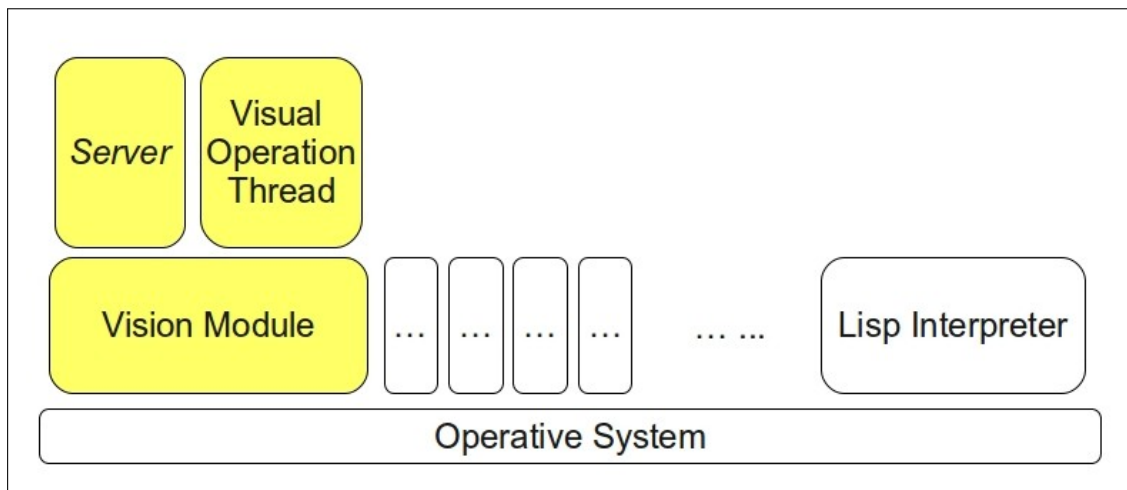 Server
Visual
Operation
Thread
Vision Module
...
...
...
...
... ...
Lisp Interpreter
Operative System